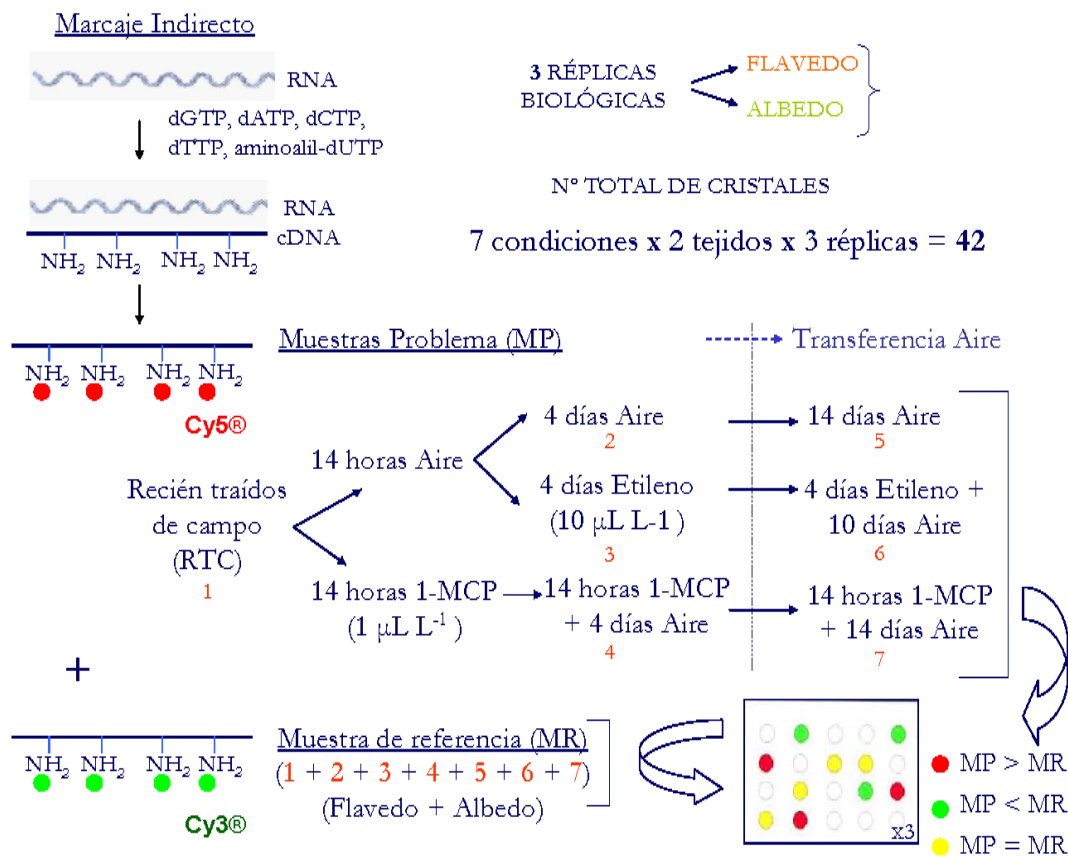 Marcaje Indirecto
RNA
dGTP, dATP, dCTP,
dTTP, aminoalil-dUTP
RNA
cDNA
NH2 NH2 NH2 NH2
NH2 NH2 NH2 NH2
Cy5®
3 RÉPLICAS
BIOLÓGICAS
FLAVEDO
ALBEDO
Nº TOTAL DE CRISTALES
7 condiciones x 2 tejidos x 3 réplicas = 42
Muestras Problema (MP)
Transferencia Aire
Recién traídos
de campo
(RTC)
1
14 horas Aire
4 días Aire
2
14 días Aire
5
4 días Etileno
(10 µL L-1 )
3
4 días Etileno +
10 días Aire
6
14 horas 1-MCP
(1 µL L-1 )
14 horas 1-MCP
+ 4 días Aire
4
14 horas 1-MCP
+ 14 días Aire
7
+
NH2 NH2 NH2 NH2
Cy3®
Muestra de referencia (MR)
(1 + 2 + 3 + 4 + 5 + 6 + 7)
(Flavedo + Albedo)
x3
MP > MR
MP < MR
MP = MR